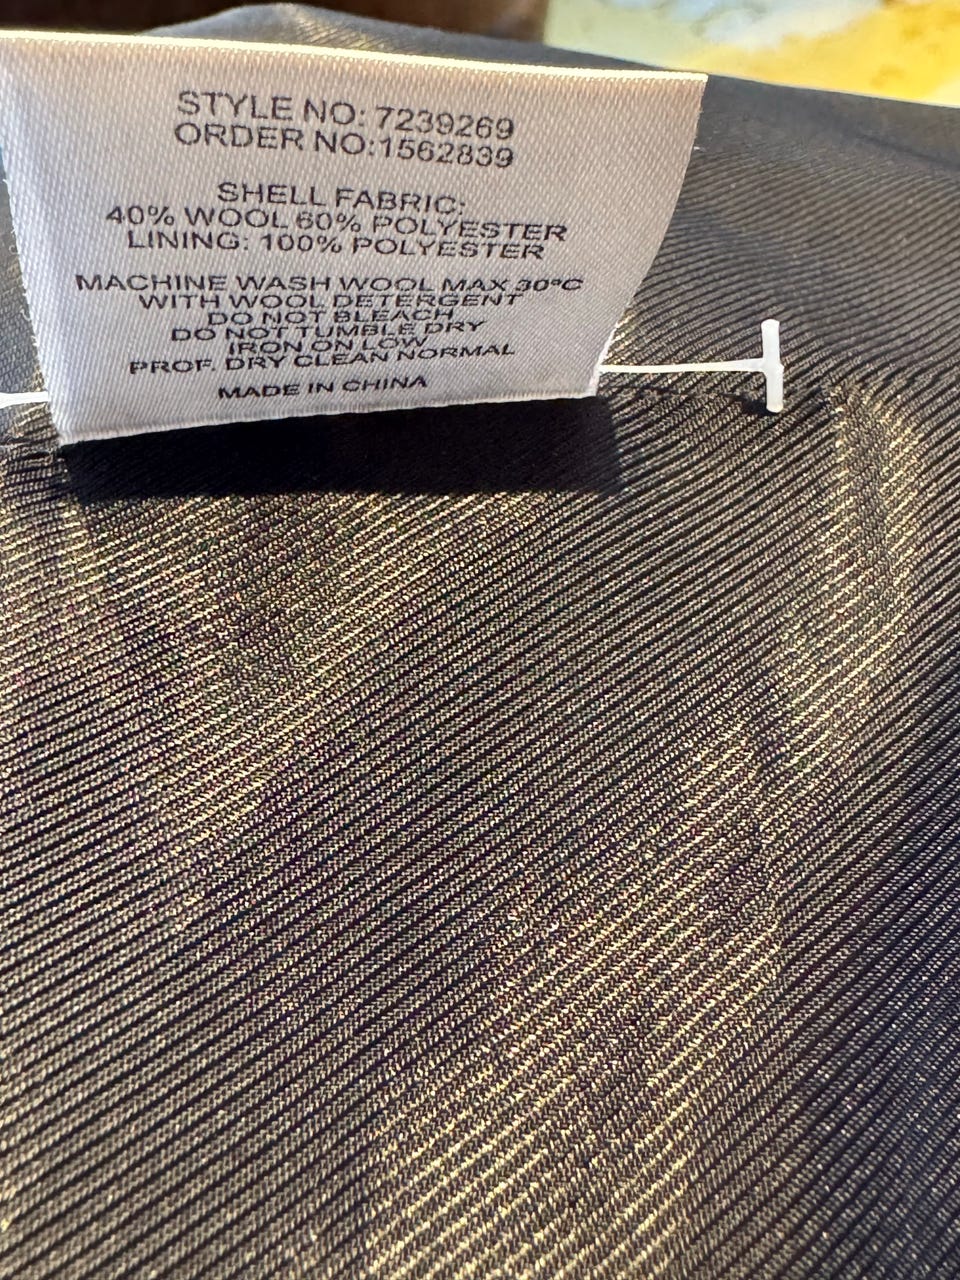 STYLE NO: 7239269
ORDER NO:1562839
SHELL FABRIC:
40% WOOL 60% POLYESTER
LINING: 100% POLYESTER
MACHINE WASH WOOL MAX 30°C
WITH WOOL DETERGENT
DO NOT BLEACH
DO NOT TUMBLE DRY
IRON ON LOW
PROF. DRY CLEAN NORMAL
MADE IN CHINA